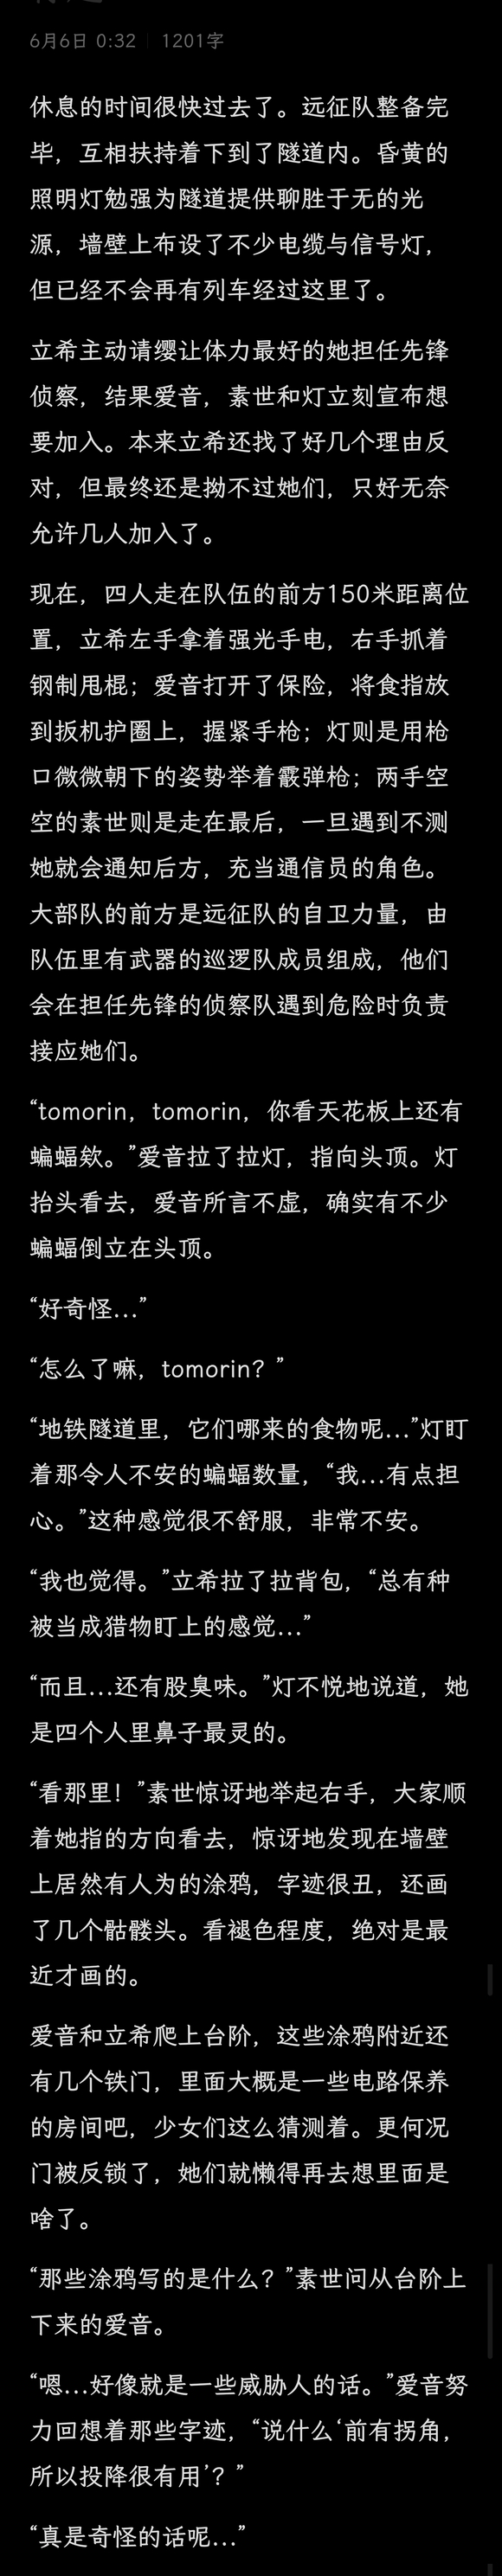 6月6日 0:32 | 1201字
休息的时间很快过去了。远征队整备完
毕，互相扶持着下到了隧道内。昏黄的
照明灯勉强为隧道提供聊胜于无的光
源，墙壁上布设了不少电缆与信号灯，
但已经不会再有列车经过这里了。
立希主动请缨让体力最好的她担任先锋
侦察，结果爱音，素世和灯立刻宣布想
要加入。本来立希还找了好几个理由反
对，但最终还是拗不过她们，只好无奈
允许几人加入了。
现在，四人走在队伍的前方150米距离位
置，立希左手拿着强光手电，右手抓着
钢制甩棍；爱音打开了保险，将食指放
到扳机护圈上，握紧手枪；灯则是用枪
口微微朝下的姿势举着霰弹枪；两手空
空的素世则是走在最后，一旦遇到不测
她就会通知后方，充当通信员的角色。
大部队的前方是远征队的自卫力量，由
队伍里有武器的巡逻队成员组成，他们
会在担任先锋的侦察队遇到危险时负责
接应她们。
“tomorin，tomorin，你看天花板上还有
蝙蝠欸。”爱音拉了拉灯，指向头顶。灯
抬头看去，爱音所言不虚，确实有不少
蝙蝠倒立在头顶。
“好奇怪...”
“怎么了嘛，tomorin？”
“地铁隧道里，它们哪来的食物呢...”灯盯
着那令人不安的蝙蝠数量，“我...有点担
心。”这种感觉很不舒服，非常不安。
“我也觉得。”立希拉了拉背包，“总有种
被当成猎物盯上的感觉...”
“而且...还有股臭味。”灯不悦地说道，她
是四个人里鼻子最灵的。
“看那里！”素世惊讶地举起右手，大家顺
着她指的方向看去，惊讶地发现在墙壁
上居然有人为的涂鸦，字迹很丑，还画
了几个骷髅头。看褪色程度，绝对是最
近才画的。
爱音和立希爬上台阶，这些涂鸦附近还
有几个铁门，里面大概是一些电路保养
的房间吧，少女们这么猜测着。更何况
门被反锁了，她们就懒得再去想里面是
啥了。
“那些涂鸦写的是什么？”素世问从台阶上
下来的爱音。
“嗯...好像就是一些威胁人的话。”爱音努
力回想着那些字迹，“说什么‘前有拐角，
所以投降很有用’？”
“真是奇怪的话呢...”